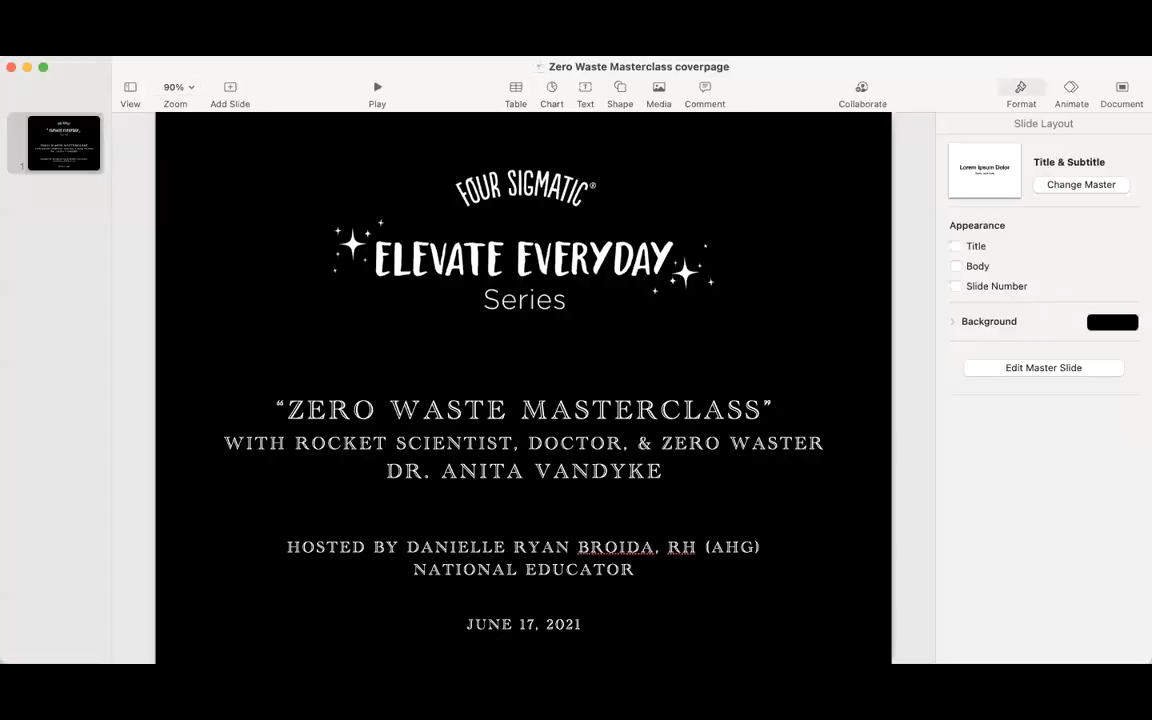 Zero Waste Masterclass coverpage
90%
View
Zoom
Add Slide
Play
Table
Chart
Text
Shape
Media
Comment
Collaborate
Format
Animate
Document
1
FOUR SIGMATIC®
ELEVATE EVERYDAY
Series
“ZERO WASTE MASTERCLASS”
WITH ROCKET SCIENTIST, DOCTOR, & ZERO WASTER
DR. ANITA VANDYKE
HOSTED BY DANIELLE RYAN BROIDA, RH (AHG)
NATIONAL EDUCATOR
JUNE 17, 2021
Slide Layout
Lorem Ipsum Dolor
Title & Subtitle
Change Master
Appearance
Title
Body
Slide Number
Background
Edit Master Slide